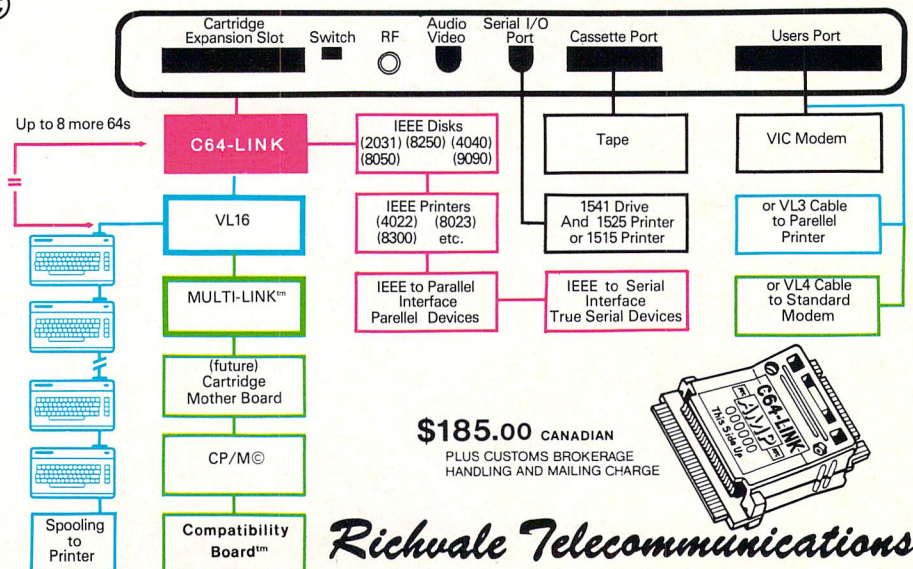 ©
Cartridge
Expansion Slot
Switch
RF
Audio
Video
Serial I/O
Port
Cassette Port
Users Port
Up to 8 more 64s
C64-LINK
IEEE Disks
(2031) (8250) (4040)
(8050) (9090)
Tape
VIC Modem
VL16
IEEE Printers
(4022) (8023)
(8300) etc.
1541 Drive
And 1525 Printer
or 1515 Printer
or VL3 Cable
to Parellel
Printer
MULTI-LINK™
IEEE to Parallel
Interface
Parellel Devices
IEEE to Serial
Interface
True Serial Devices
or VL4 Cable
to Standard
Modem
(future)
Cartridge
Mother Board
CP/M©
Compatibility
Board™
Spooling
to
Printer
$185.00 CANADIAN
PLUS CUSTOMS BROKERAGE
HANDLING AND MAILING CHARGE
C64-LINK
000000
This Side Up
Richvale Telecommunications